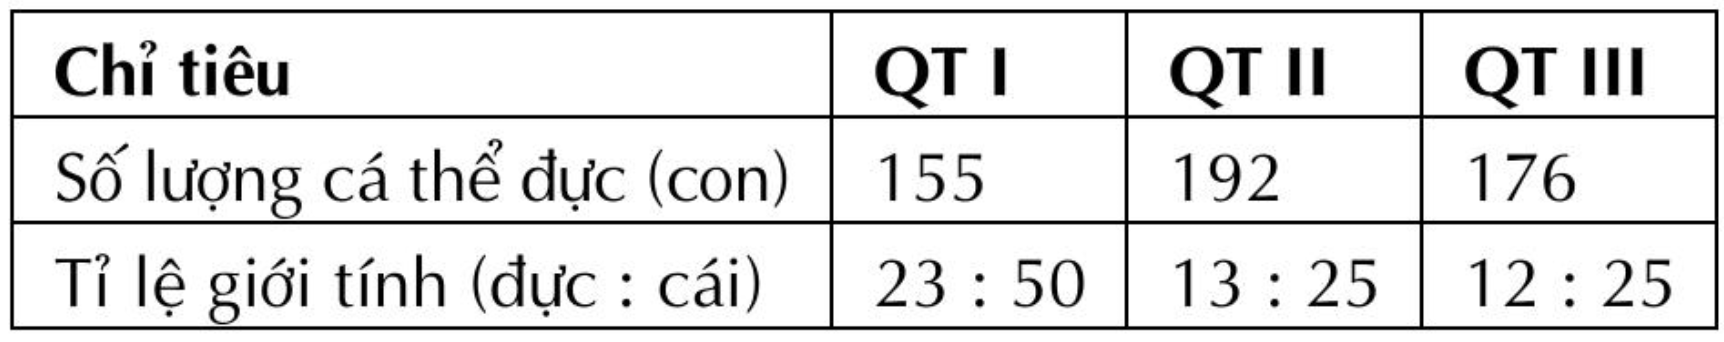 Chỉ tiêu QT I QT II QT III
Số lượng cá thể đực (con) 155 192 176
Tỉ lệ giới tính (đực : cái) 23 : 50 13 : 25 12 : 25